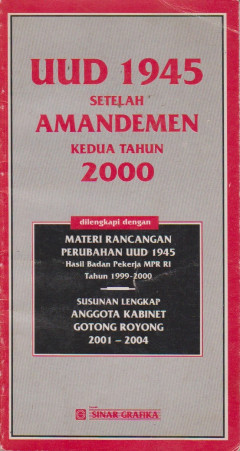 UUD 1945
SETELAH
AMANDEMEN
KEDUA TAHUN
2000
dilengkapi dengan
MATERI RANCANGAN
PERUBAHAN UUD 1945
Hasil Badan Pekerja MPR RI
Tahun 1999-2000
SUSUNAN LENGKAP
ANGGOTA KABINET
GOTONG ROYONG
2001 – 2004
SINAR GRAFIKA